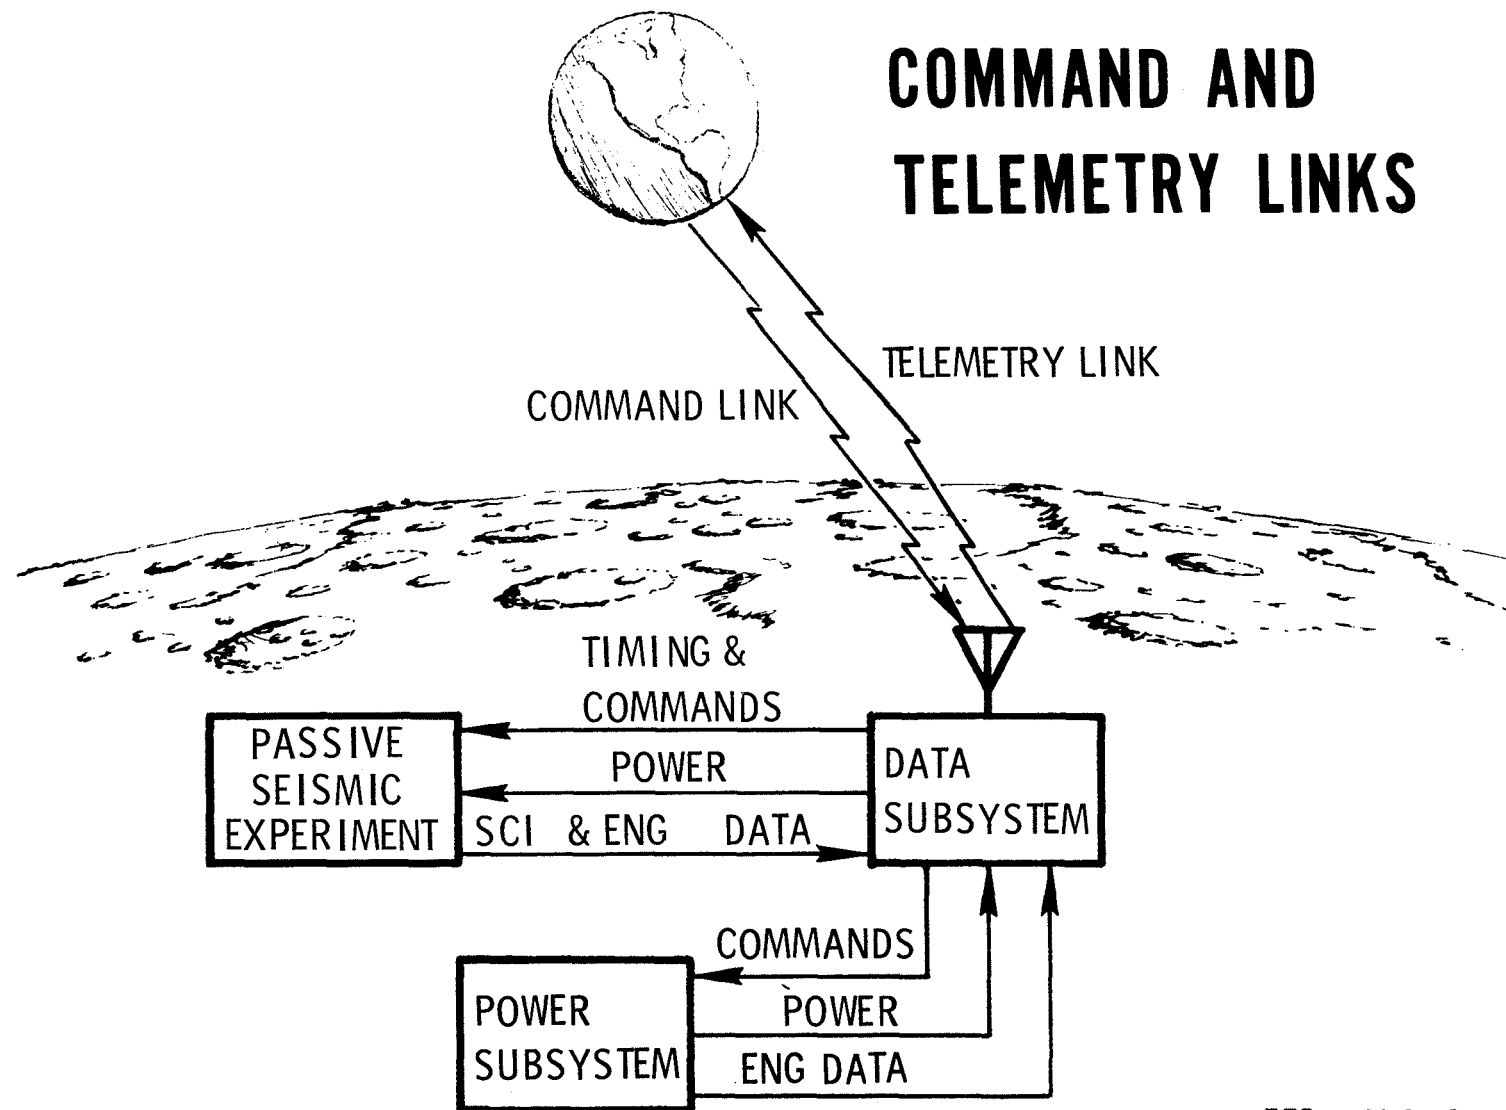 COMMAND AND
TELEMETRY LINKS
TELEMETRY LINK
COMMAND LINK
TIMING &
COMMANDS
PASSIVE
SEISMIC
EXPERIMENT
POWER
SCI & ENG DATA
DATA
SUBSYSTEM
COMMANDS
POWER
SUBSYSTEM
POWER
ENG DATA